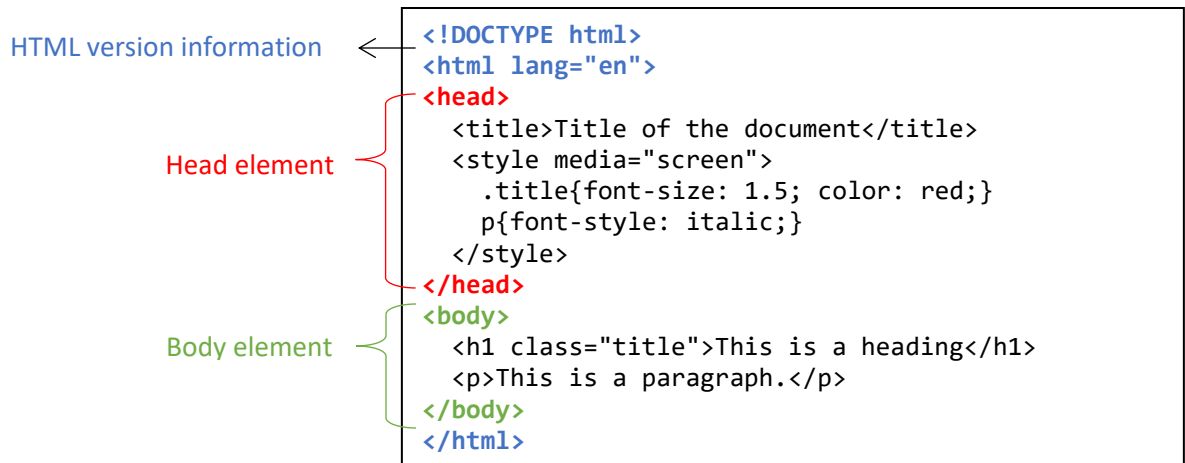 HTML version information
<!DOCTYPE html>
<html lang="en">
<head>
<title>Title of the document</title>
<style media="screen">
Head element
.title{font-size: 1.5; color: red;}
p{font-style: italic;}
</style>
</head>
<body>
<h1 class="title">This is a heading</h1>
Body element
<p>This is a paragraph.</p>
</body>
</html>